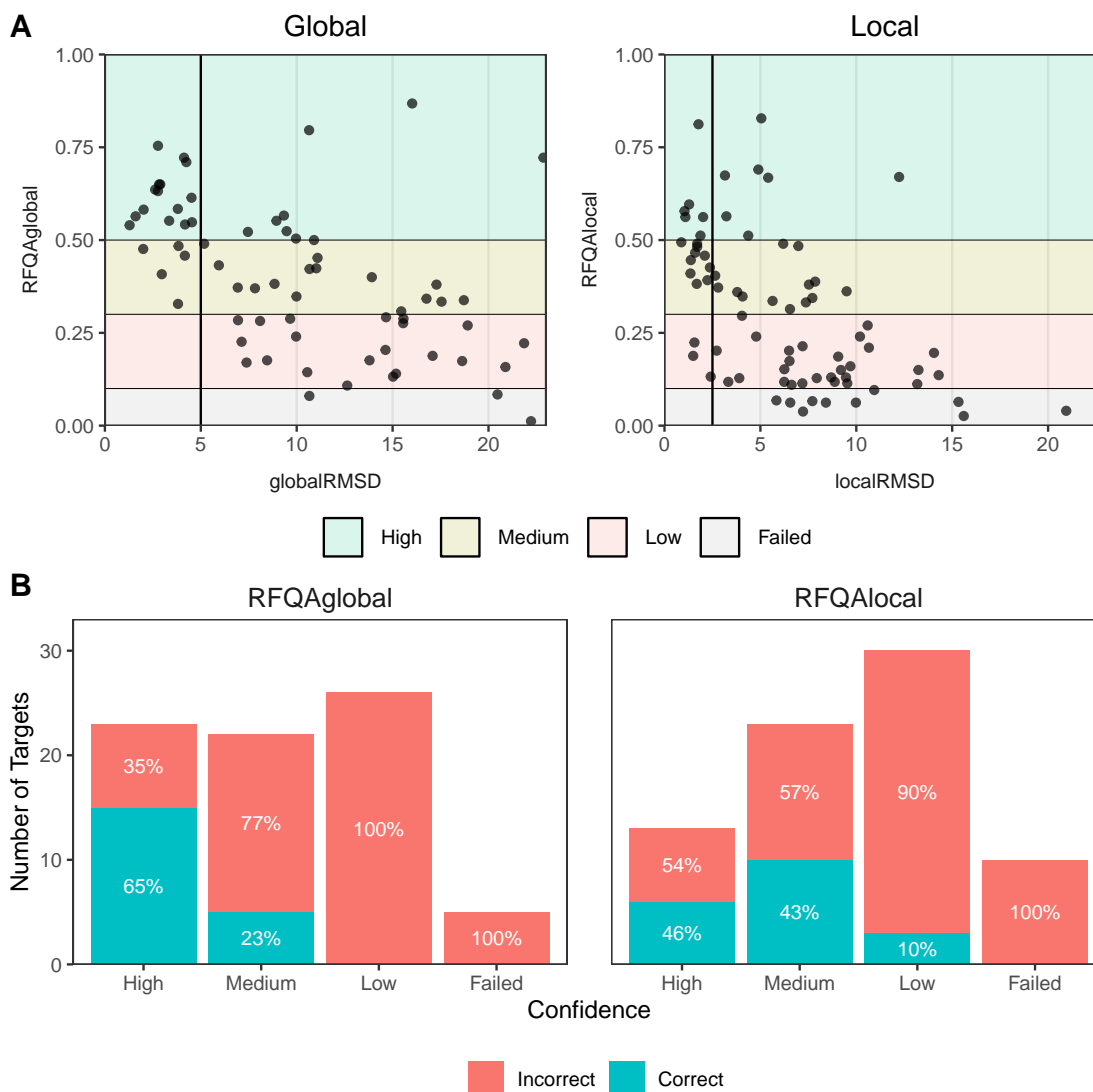 A
Global
Local
1.00
0.75
0.50
0.25
0.00
RFQAglobal
0 5 10 15 20
globalRMSD
1.00
0.75
0.50
0.25
0.00
RFQAlocal
0 5 10 15 20
localRMSD
High Medium Low Failed
B
RFQAglobal
RFQAlocal
30
20
10
0
Number of Targets
35%
65%
77%
23%
100%
100%
54%
46%
57%
43%
90%
10%
100%
High Medium Low Failed
High Medium Low Failed
Confidence
Incorrect Correct